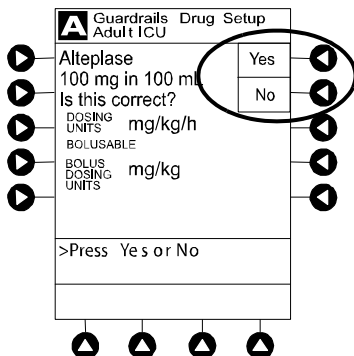 A Guardrails Drug Setup
Adult ICU
Alteplase
Yes
100 mg in 100 mL
No
Is this correct?
DOSING UNITS mg/kg/h
BOLUSABLE
BOLUS DOSING UNITS mg/kg
>Press Yes or No